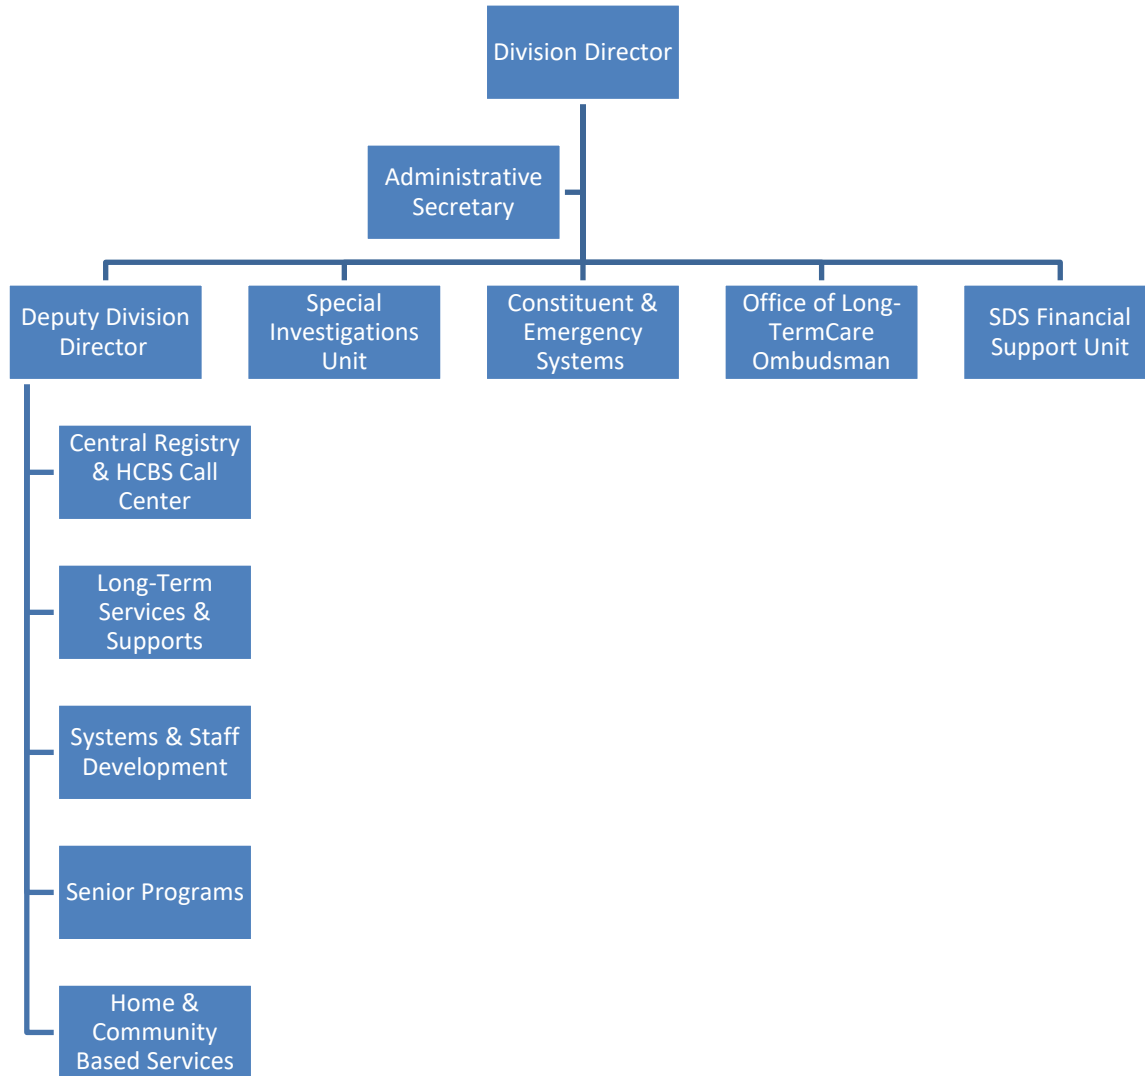 Division Director
Administrative
Secretary
Deputy Division
Director
Special
Investigations
Unit
Constituent &
Emergency
Systems
Office of Long-
TermCare
Ombudsman
SDS Financial
Support Unit
Central Registry
& HCBS Call
Center
Long-Term
Services &
Supports
Systems & Staff
Development
Senior Programs
Home &
Community
Based Services